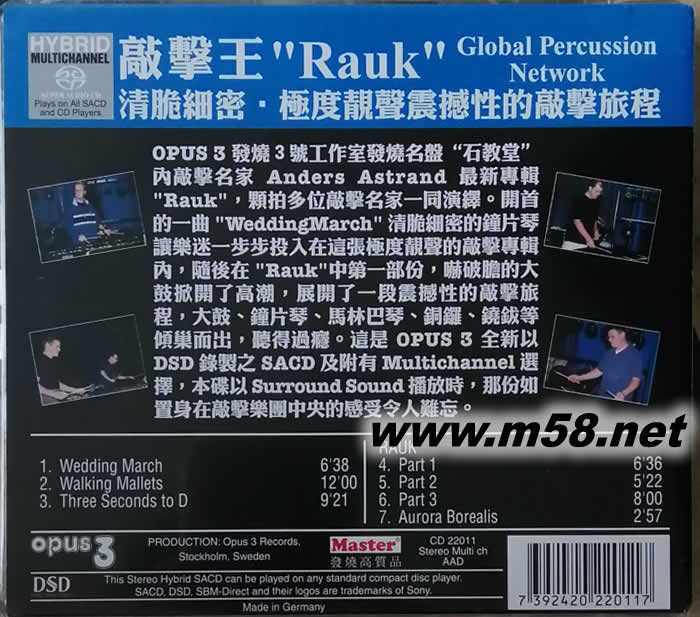 HYBRID
MULTICHANNEL
SUPER AUDIO CD
Plays on All SACD
and CD Players
敲擊王 "Rauk" Global Percussion
Network
清脆細密·極度靚聲震撼性的敲擊旅程
OPUS 3 發燒 3 號工作室發燒名盤 “石教堂”
內敲擊名家 Anders Astrand 最新專輯
"Rauk"，顆拍多位敲擊名家一同演繹。開首
的一曲 "WeddingMarch" 清脆細密的鐘片琴
讓樂迷一步步投入在這張極度靚聲的敲擊專輯
內，隨後在 "Rauk"中第一部份，嚇破膽的大
鼓掀開了高潮，展開了一段震撼性的敲擊旅
程，大鼓、鐘片琴、馬林巴琴、銅鑼、鐃鈸等
傾巢而出，聽得過癮。這是 OPUS 3 全新以
DSD 錄製之 SACD 及附有 Multichannel 選
擇，本碟以 Surround Sound 播放時，那份如
置身在敲擊樂團中央的感受令人難忘。
www.m58.net
1. Wedding March 6'38
2. Walking Mallets 12'00
3. Three Seconds to D 9'21
RAUK
4. Part 1 6'36
5. Part 2 5'22
6. Part 3 8'00
7. Aurora Borealis 2'57
opus 3
PRODUCTION: Opus 3 Records,
Stockholm, Sweden
Master
發燒高質品
CD 22011
Stereo Multi ch
AAD
DSD
This Stereo Hybrid SACD can be played on any standard compact disc player.
SACD, DSD, SBM-Direct and their logos are trademarks of Sony.
Made in Germany
7 392420 220117